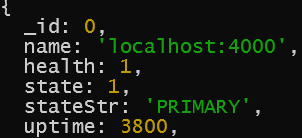 {
_id: 0,
name: 'localhost:4000',
health: 1,
state: 1,
stateStr: 'PRIMARY',
uptime: 3800,